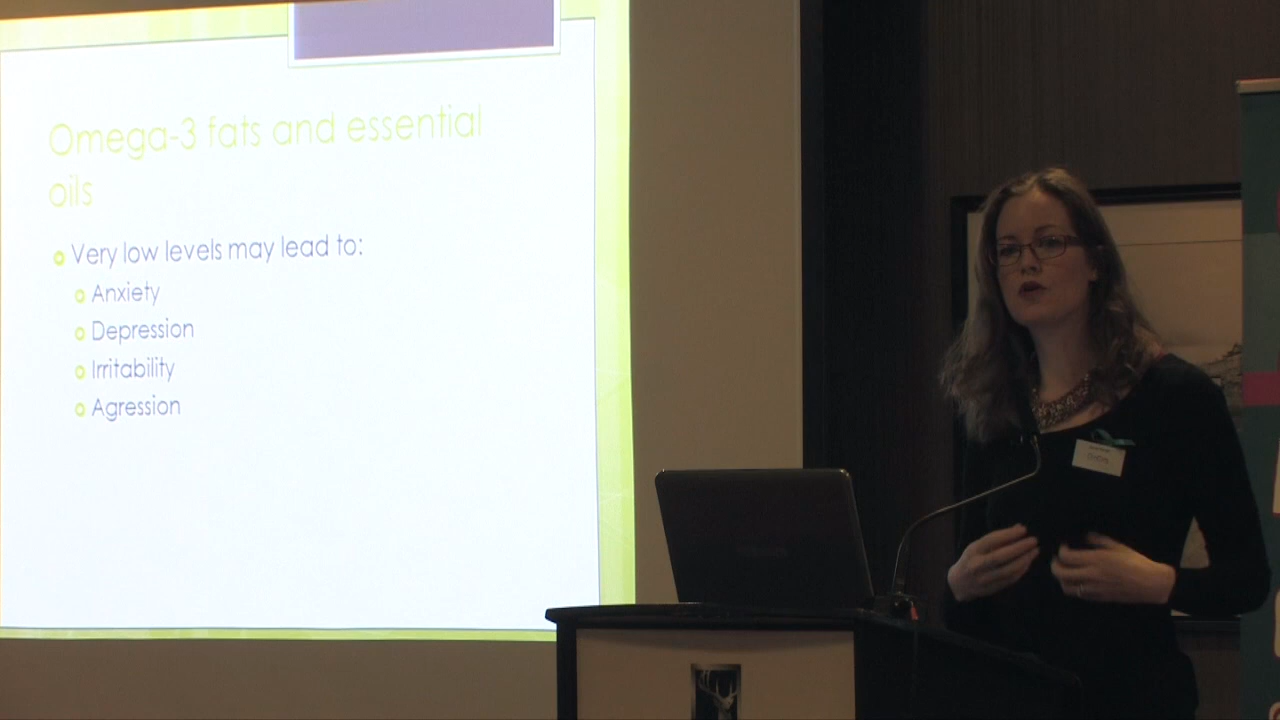 Omega-3 fats and essential
oils
Very low levels may lead to:
Anxiety
Depression
Irritability
Agression